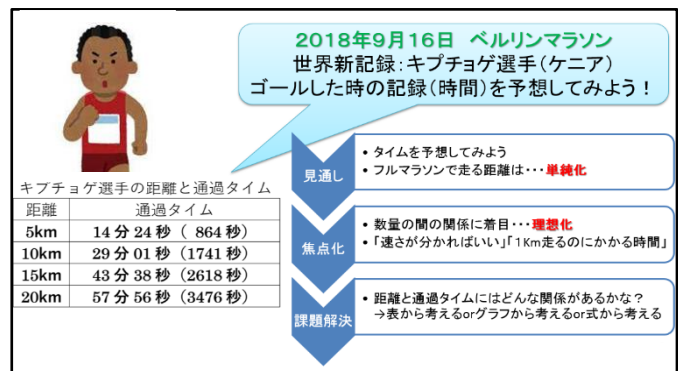 2018年9月16日 ベルリンマラソン
世界新記録：キプチョゲ選手（ケニア）
ゴールした時の記録（時間）を予想してみよう！
キプチョゲ選手の距離と通過タイム
距離 通過タイム
5km 14分24秒（ 864秒）
10km 29分01秒（1741秒）
15km 43分38秒（2618秒）
20km 57分56秒（3476秒）
見通し
• タイムを予想してみよう
• フルマラソンで走る距離は・・・単純化
焦点化
• 数量の間の関係に着目・・・理想化
• 「速さが分かればいい」「1Km走るのにかかる時間」
課題解決
• 距離と通過タイムにはどんな関係があるかな？
→表から考えるorグラフから考えるor式から考える